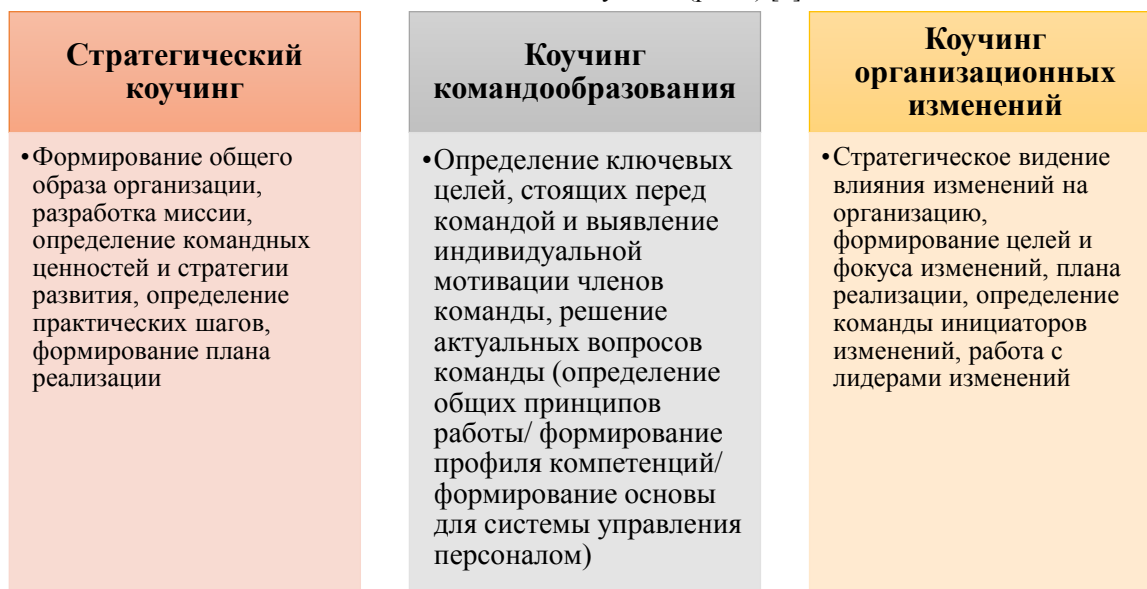 Стратегический
коучинг
•Формирование общего
образа организации,
разработка миссии,
определение командных
ценностей и стратегии
развития, определение
практических шагов,
формирование плана
реализации
Коучинг
командообразования
•Определение ключевых
целей, стоящих перед
командой и выявление
индивидуальной
мотивации членов
команды, решение
актуальных вопросов
команды (определение
общих принципов
работы/ формирование
профиля компетенций/
формирование основы
для системы управления
персоналом)
Коучинг
организационных
изменений
•Стратегическое видение
влияния изменений на
организацию,
формирование целей и
фокуса изменений, плана
реализации, определение
команды инициаторов
изменений, работа с
лидерами изменений